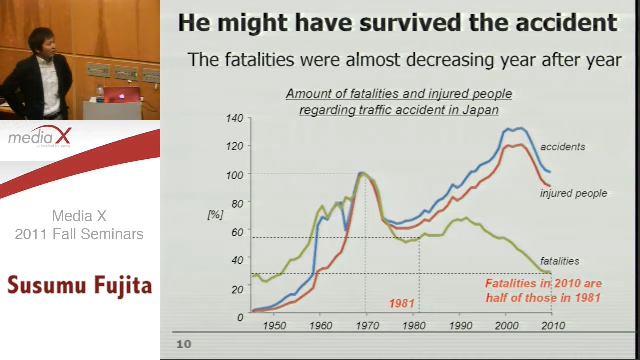 He might have survived the accident
The fatalities were almost decreasing year after year
Amount of fatalities and injured people
regarding traffic accident in Japan
140
120
100
80
60
40
20
0
[%]
accidents
injured people
fatalities
1981
Fatalities in 2010 are
half of those in 1981
1950
1960
1970
1980
1990
2000
2010
10
media X
Media X
2011 Fall Seminars
Susumu Fujita